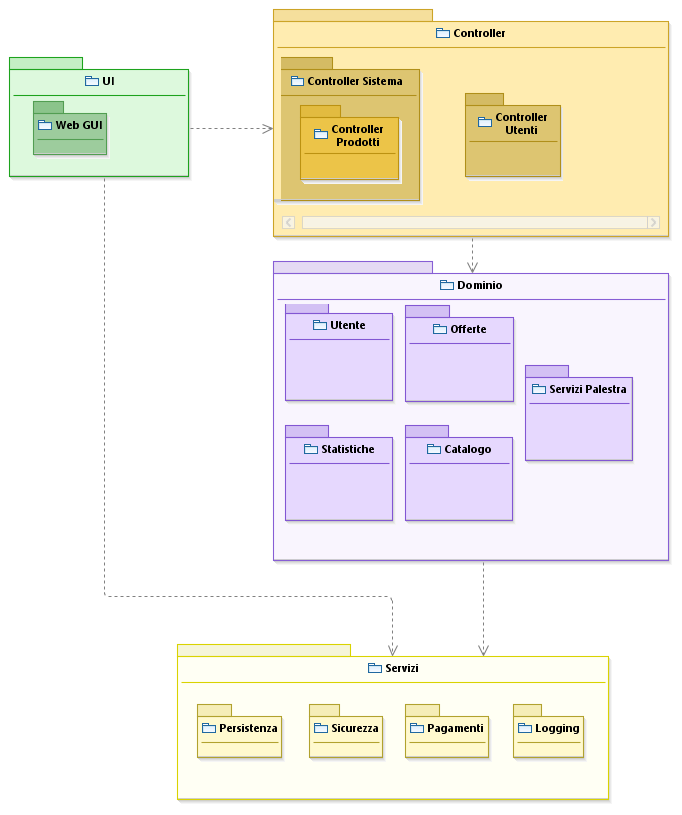 Controller
UI
Controller Sistema
Web GUI
Controller
Prodotti
Controller
Utenti
Dominio
Utente
Offerte
Servizi Palestra
Statistiche
Catalogo
Servizi
Persistenza
Sicurezza
Pagamenti
Logging